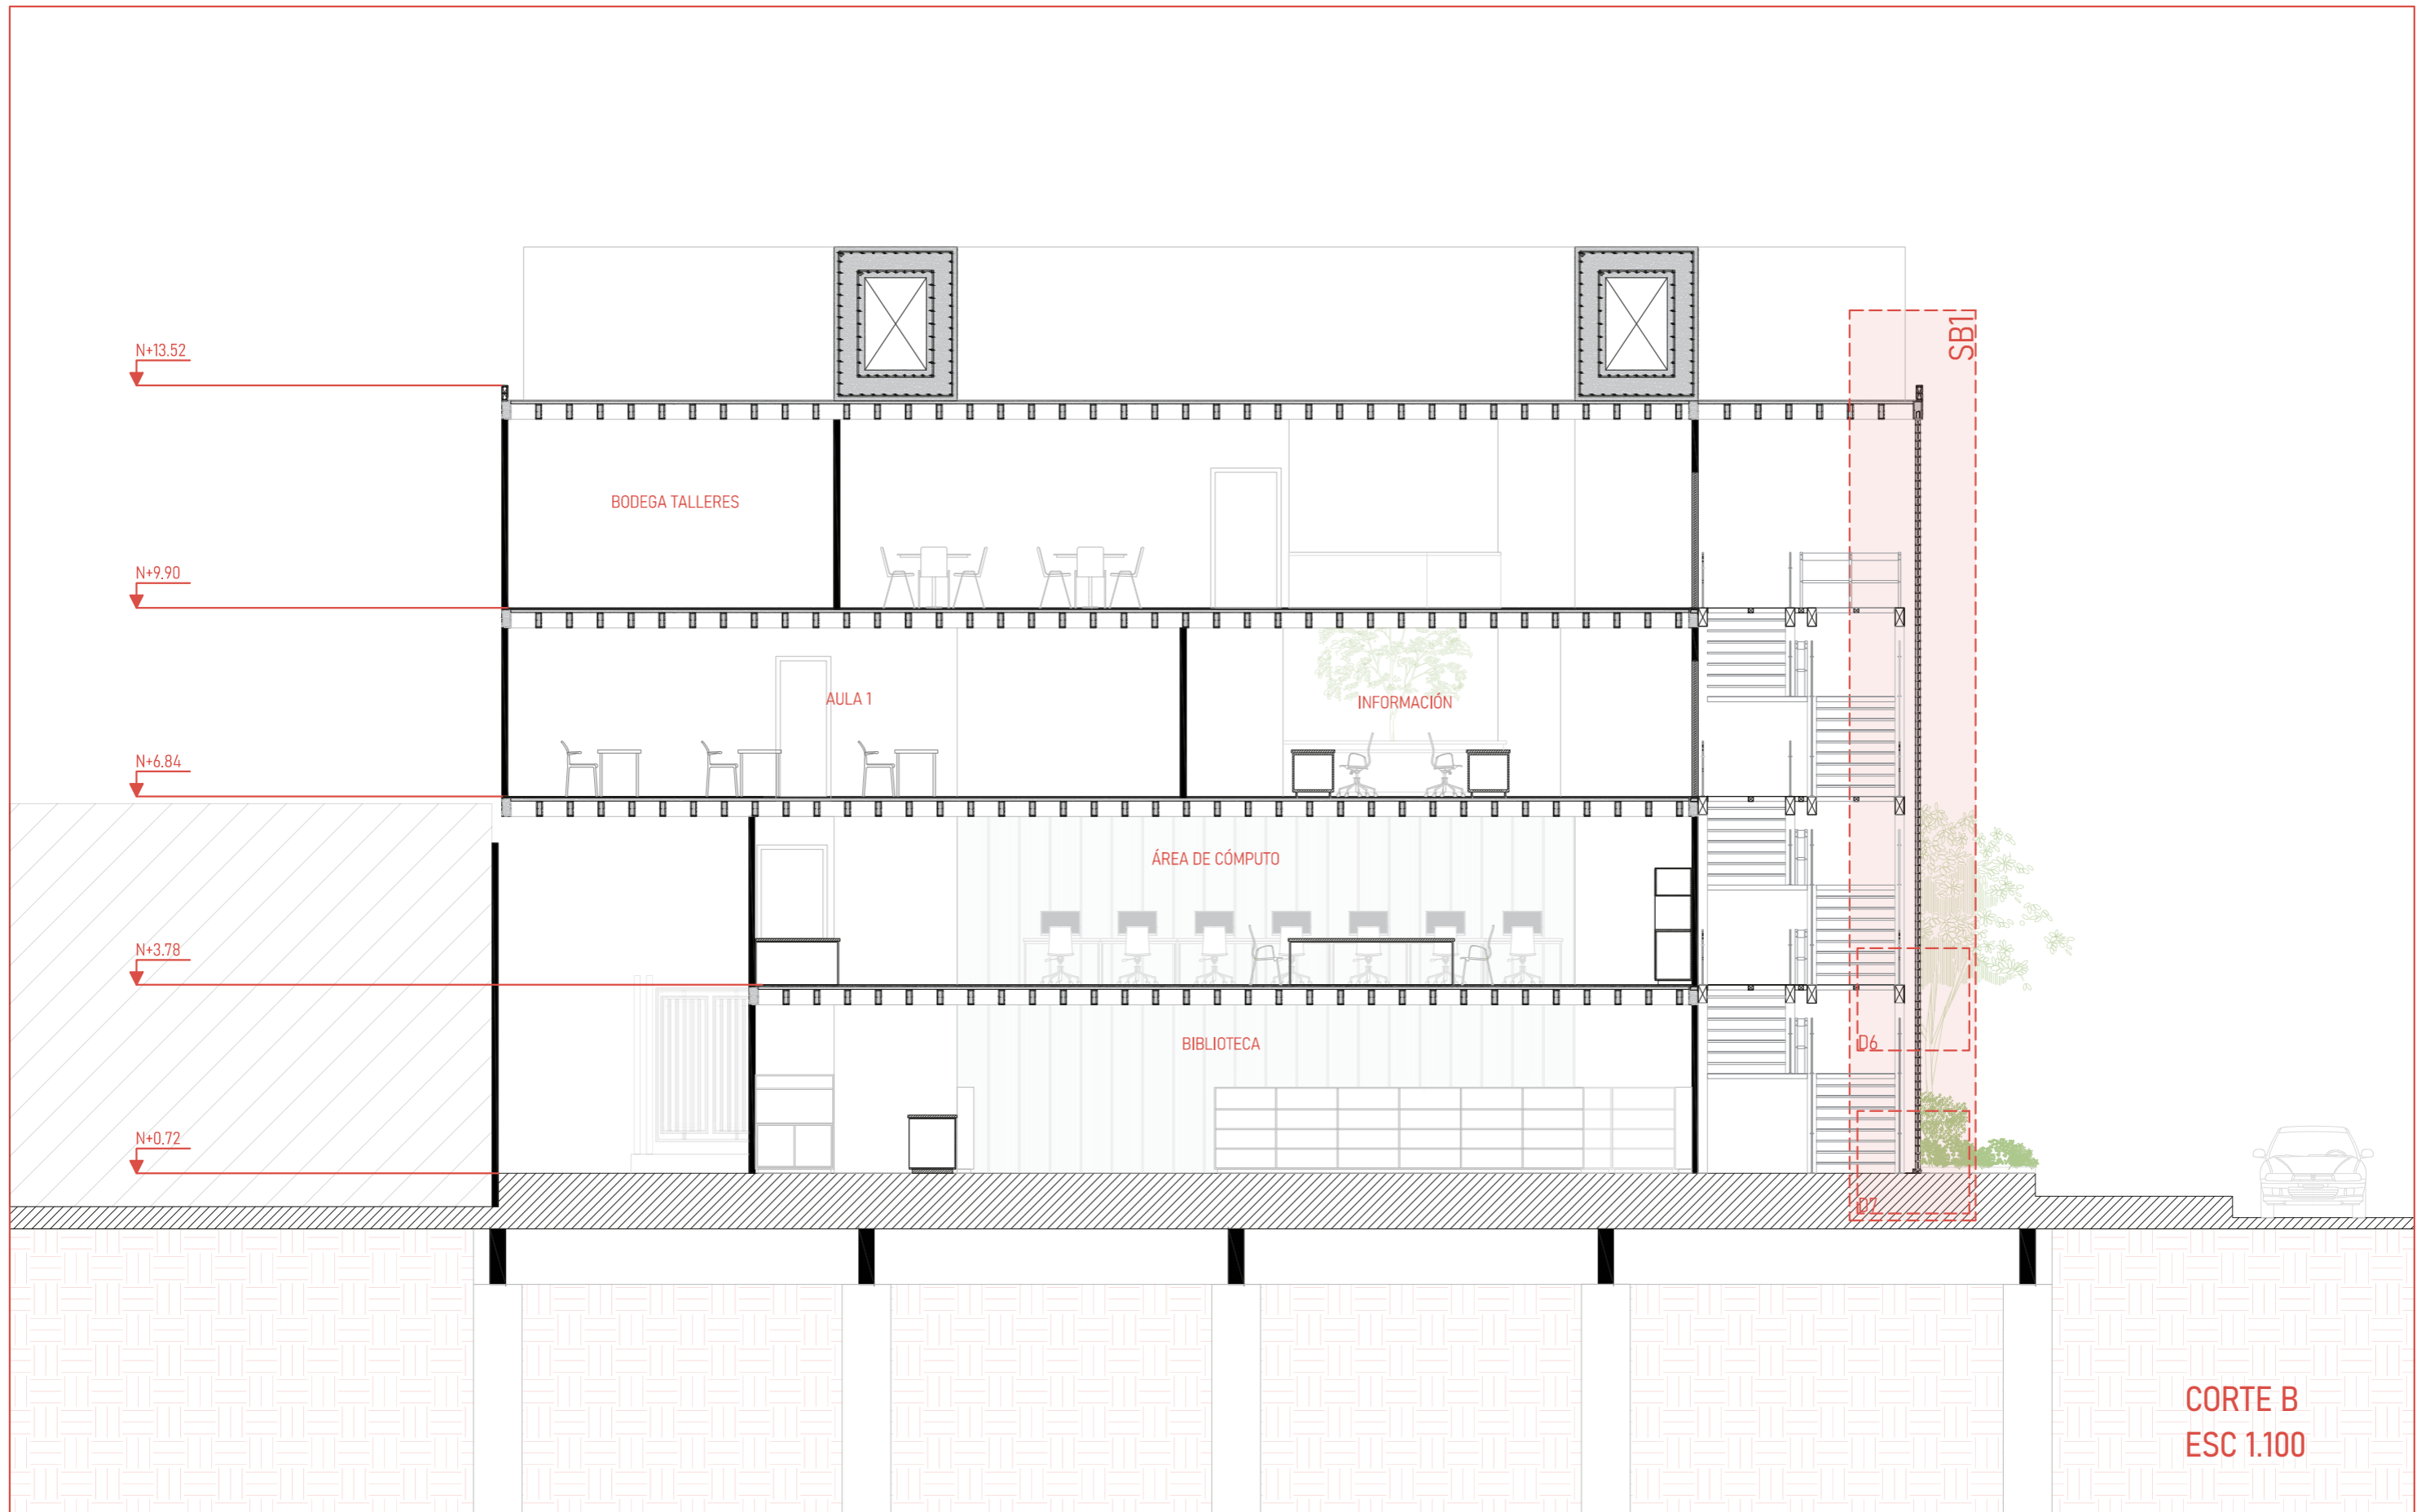 SB1
N+13.52
BODEGA TALLERES
N+9.90
AULA 1
INFORMACIÓN
N+6.84
ÁREA DE CÓMPUTO
N+3.78
BIBLIOTECA
D6
N+0.72
D7
CORTE B
ESC 1.100